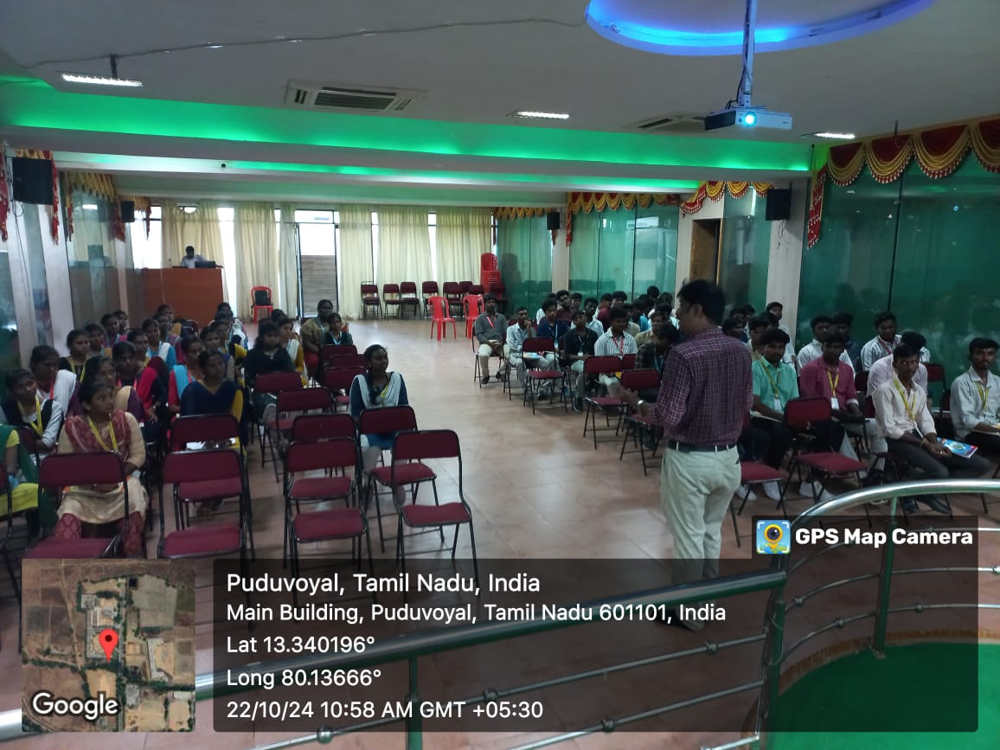 GPS Map Camera
Puduvoyal, Tamil Nadu, India
Main Building, Puduvoyal, Tamil Nadu 601101, India
Lat 13.340196°
Long 80.13666°
22/10/24 10:58 AM GMT +05:30
Google